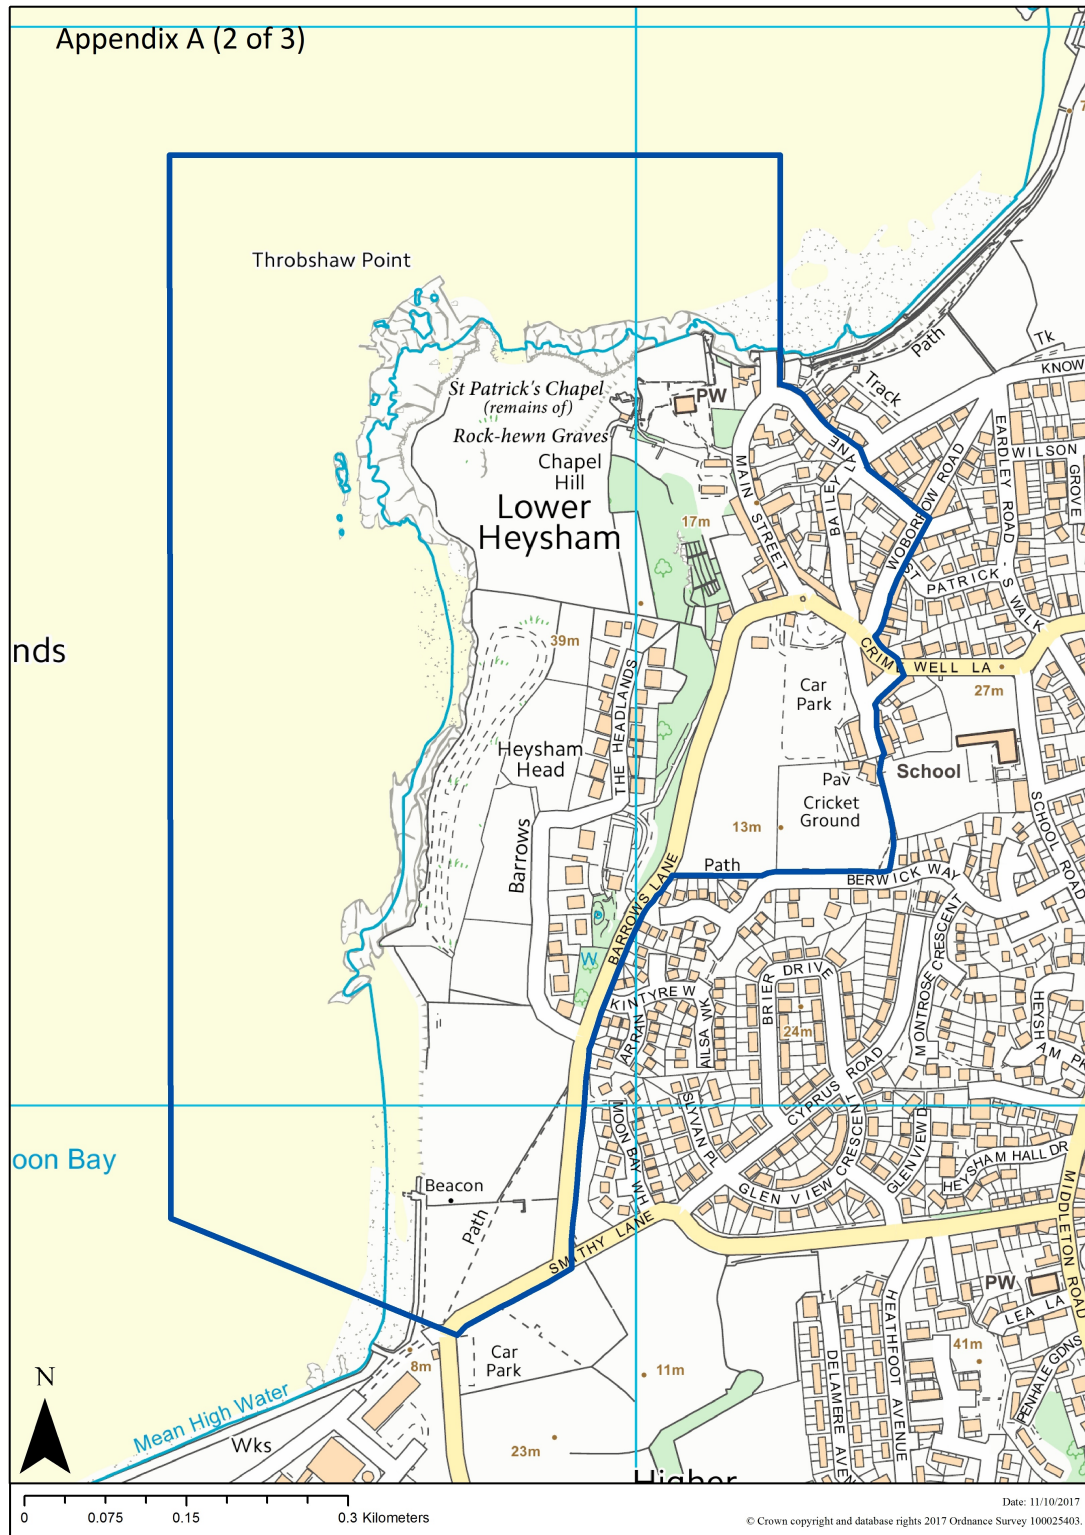 Appendix A (2 of 3)
Throbshaw Point
Path
Tk
KNOW
Track
St Patrick's Chapel
(remains of)
PW
Rock-hewn Graves
Chapel
Hill
Lower
Heysham
17m
MAIN STREET
BAILEY LANE
WOBORROW ROAD
EARDLEY ROAD
WILSON
GROVE
ST PATRICK'S WALK
39m
nds
CRIMEWELL LA
27m
THE HEADLANDS
Car
Park
Heysham
Head
Pav
School
Cricket
Ground
13m
SCHOOL ROAD
Barrows
Path
BERWICK WAY
BARROWS LANE
W
KINTYRE W
ARRAN
AILSA WK
BRIER DRIVE
24m
MONTROSE CRESCENT
HEYSHAM PK
CYPRUS ROAD
SLYVAN PL
MOON BAY WH
GLEN VIEW CRESCENT
GLENVIEW D
HEYSHAM HALL DR
MIDDLETON ROAD
oon Bay
Beacon
Path
SMITHY LANE
PW
LEA LA
HEATHFOOT AVENUE
DELAMERE AVEN
41m
PENHALE GDNS
Car
Park
8m
11m
N
Mean High Water
Wks
23m
Higher
0 0.075 0.15 0.3 Kilometers
Date: 11/10/2017
© Crown copyright and database rights 2017 Ordnance Survey 100025403.